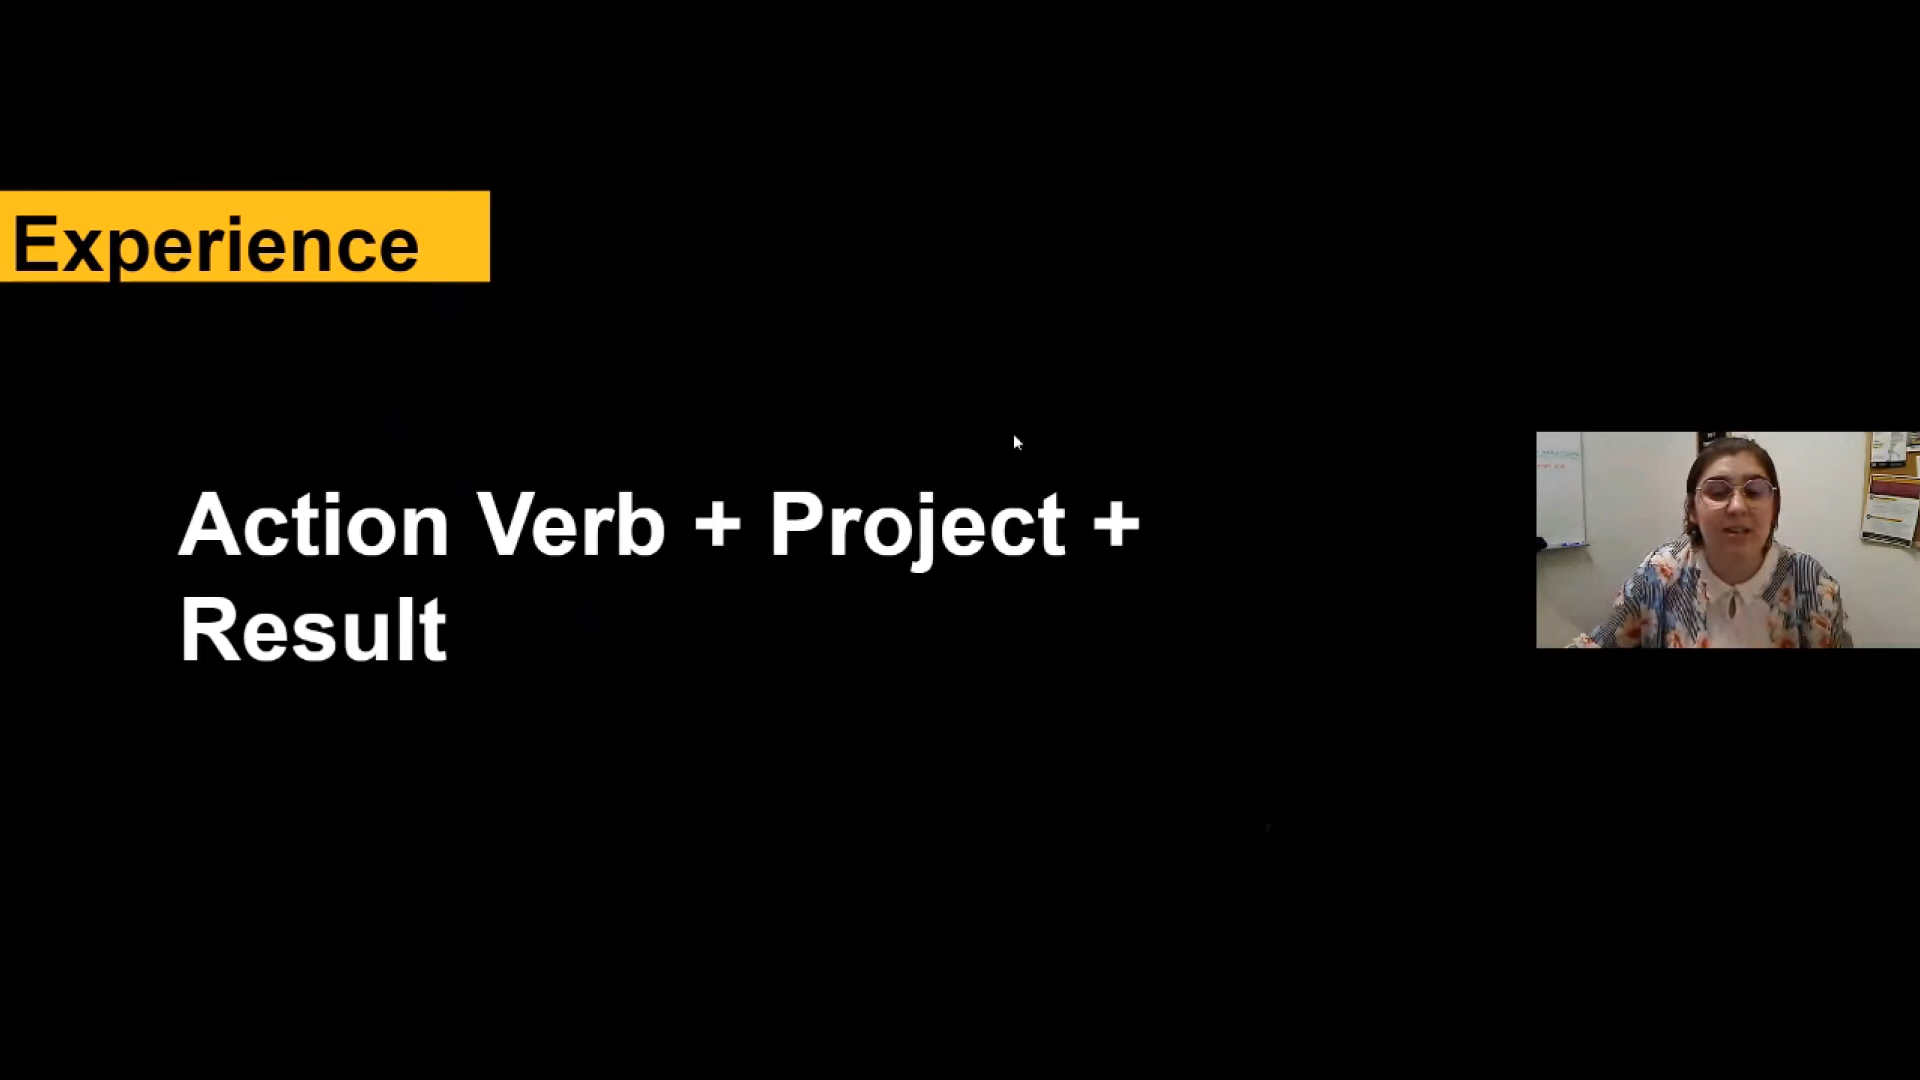 Experience
Action Verb + Project +
Result